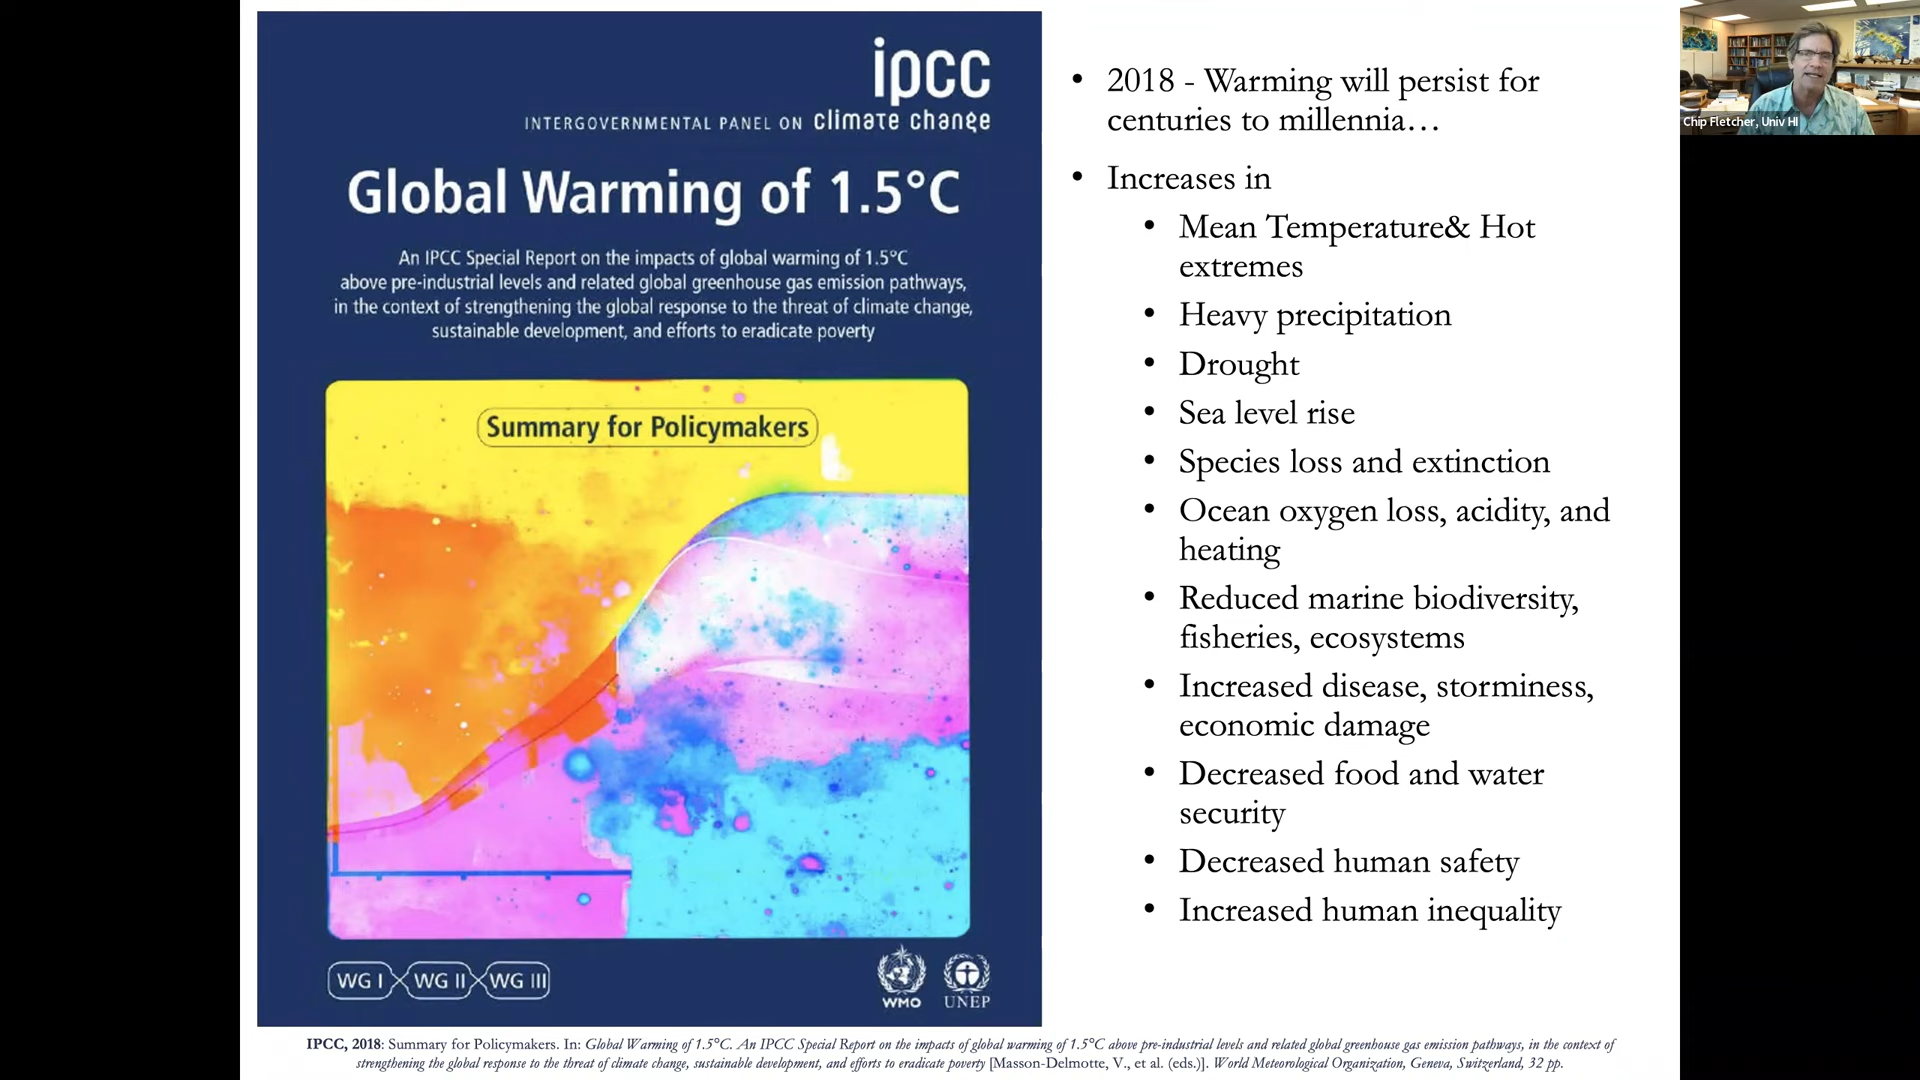 ipcc
INTERGOVERNMENTAL PANEL ON climate change
Global Warming of 1.5°C
An IPCC Special Report on the impacts of global warming of 1.5°C
above pre-industrial levels and related global greenhouse gas emission pathways,
in the context of strengthening the global response to the threat of climate change,
sustainable development, and efforts to eradicate poverty
Summary for Policymakers
WG I WG II WG III
WMO UNEP
• 2018 - Warming will persist for
centuries to millennia…
• Increases in
• Mean Temperature& Hot
extremes
• Heavy precipitation
• Drought
• Sea level rise
• Species loss and extinction
• Ocean oxygen loss, acidity, and
heating
• Reduced marine biodiversity,
fisheries, ecosystems
• Increased disease, storminess,
economic damage
• Decreased food and water
security
• Decreased human safety
• Increased human inequality
IPCC, 2018: Summary for Policymakers. In: Global Warming of 1.5°C. An IPCC Special Report on the impacts of global warming of 1.5°C above pre-industrial levels and related global greenhouse gas emission pathways, in the context of
strengthening the global response to the threat of climate change, sustainable development, and efforts to eradicate poverty [Masson-Delmotte, V., et al. (eds.)]. World Meteorological Organization, Geneva, Switzerland, 32 pp.
Chip Fletcher, Univ HI